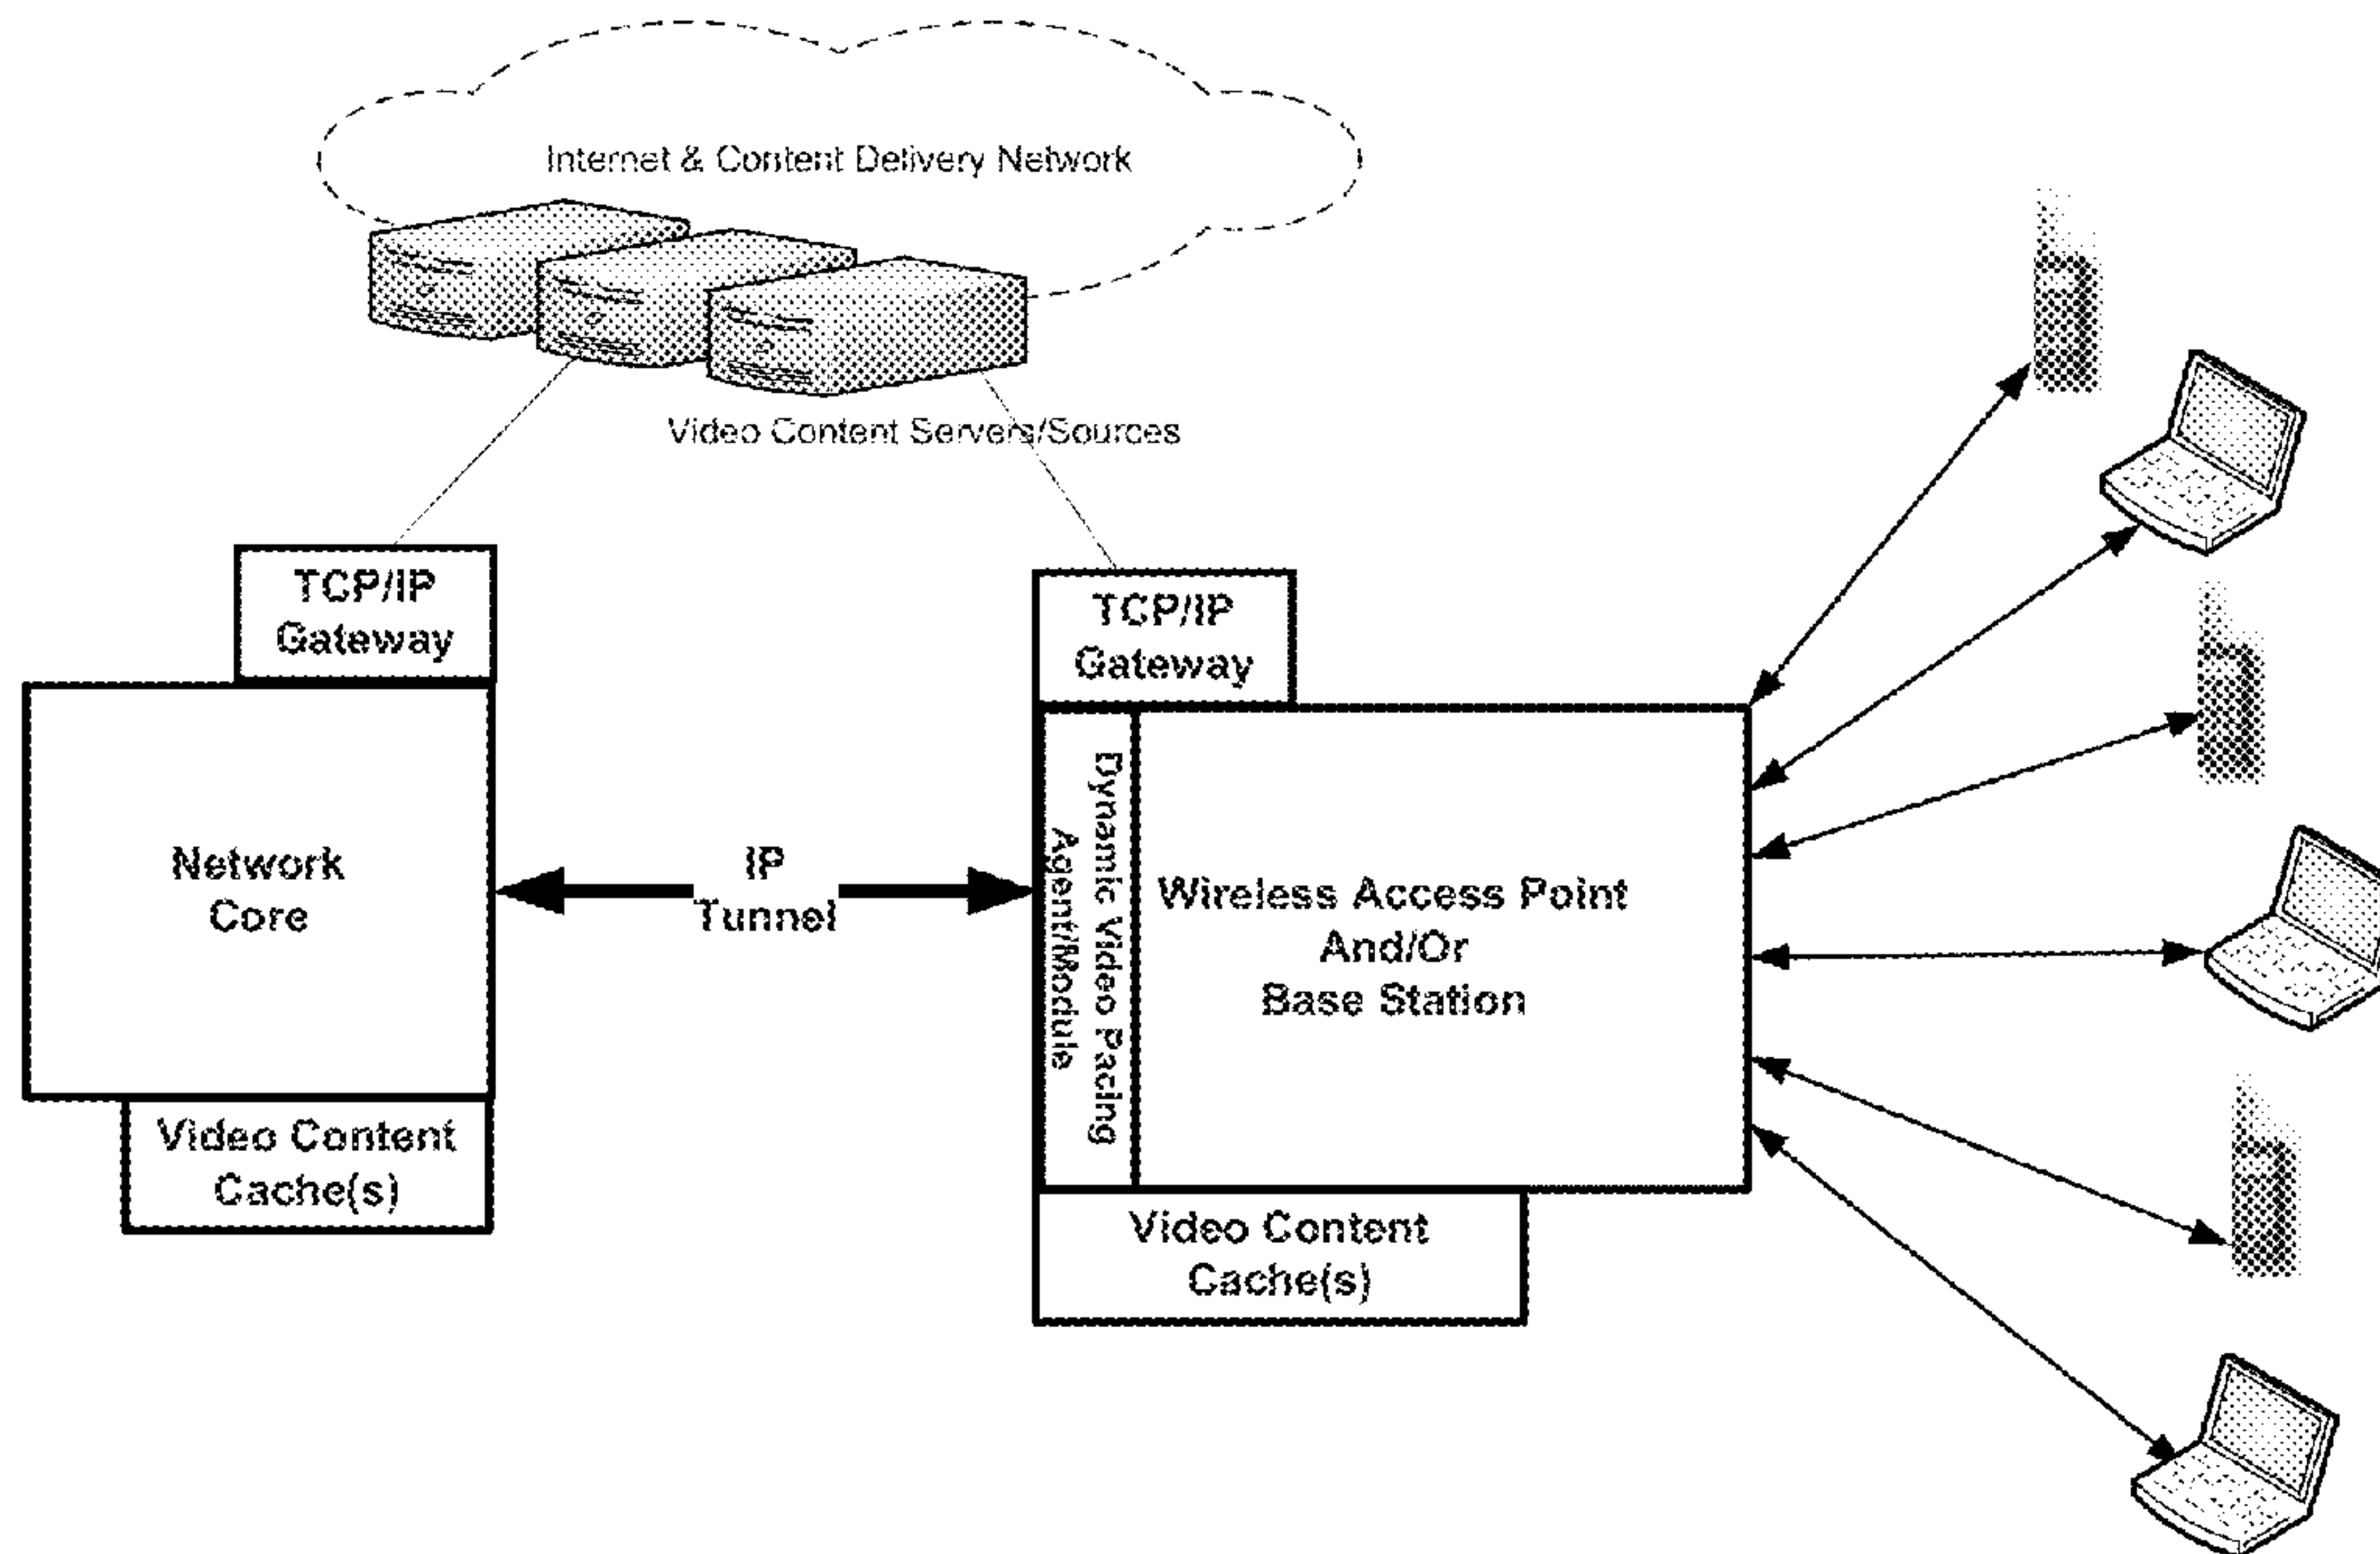 Internet & Content Delivery Network
Video Content Servers/Sources
TCP/IP
Gateway
TCP/IP
Gateway
Network
Core
IP
Tunnel
Dynamic Video Pacing
Agent/Module
Wireless Access Point
And/Or
Base Station
Video Content
Cache(s)
Video Content
Cache(s)